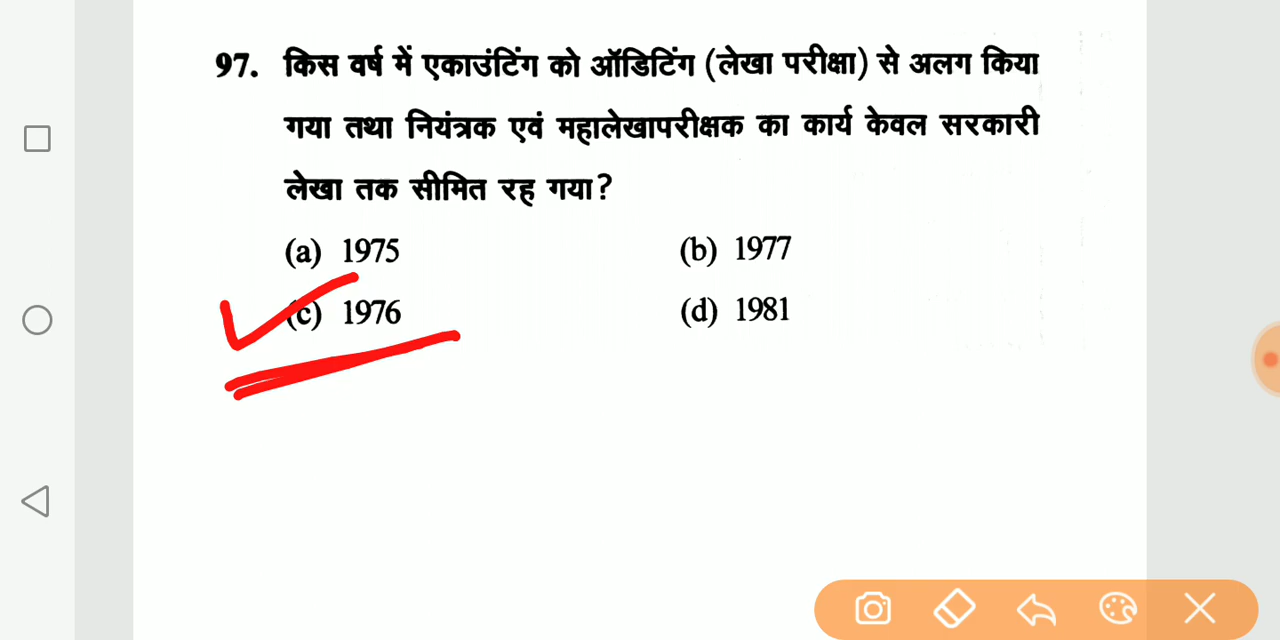 97. किस वर्ष में एकाउंटिंग को ऑडिटिंग (लेखा परीक्षा) से अलग किया
गया तथा नियंत्रक एवं महालेखापरीक्षक का कार्य केवल सरकारी
लेखा तक सीमित रह गया?
(a) 1975 (b) 1977
(c) 1976 (d) 1981